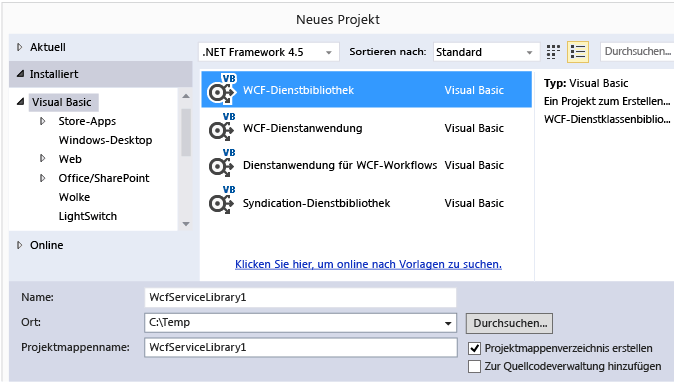 Neues Projekt
Aktuell
.NET Framework 4.5
Sortieren nach:
Standard
Durchsuchen...
Installiert
Visual Basic
Store-Apps
Windows-Desktop
Web
Office/SharePoint
Wolke
LightSwitch
Online
VB
WCF-Dienstbibliothek Visual Basic
VB
WCF-Dienstanwendung Visual Basic
VB
Dienstanwendung für WCF-Workflows Visual Basic
VB
Syndication-Dienstbibliothek Visual Basic
Klicken Sie hier, um online nach Vorlagen zu suchen.
Typ: Visual Basic
Ein Projekt zum Erstellen...
WCF-Dienstklassenbiblio...
Name: WcfServiceLibrary1
Ort: C:\Temp Durchsuchen...
Projektmappenname: WcfServiceLibrary1
Projektmappenverzeichnis erstellen
Zur Quellcodeverwaltung hinzufügen